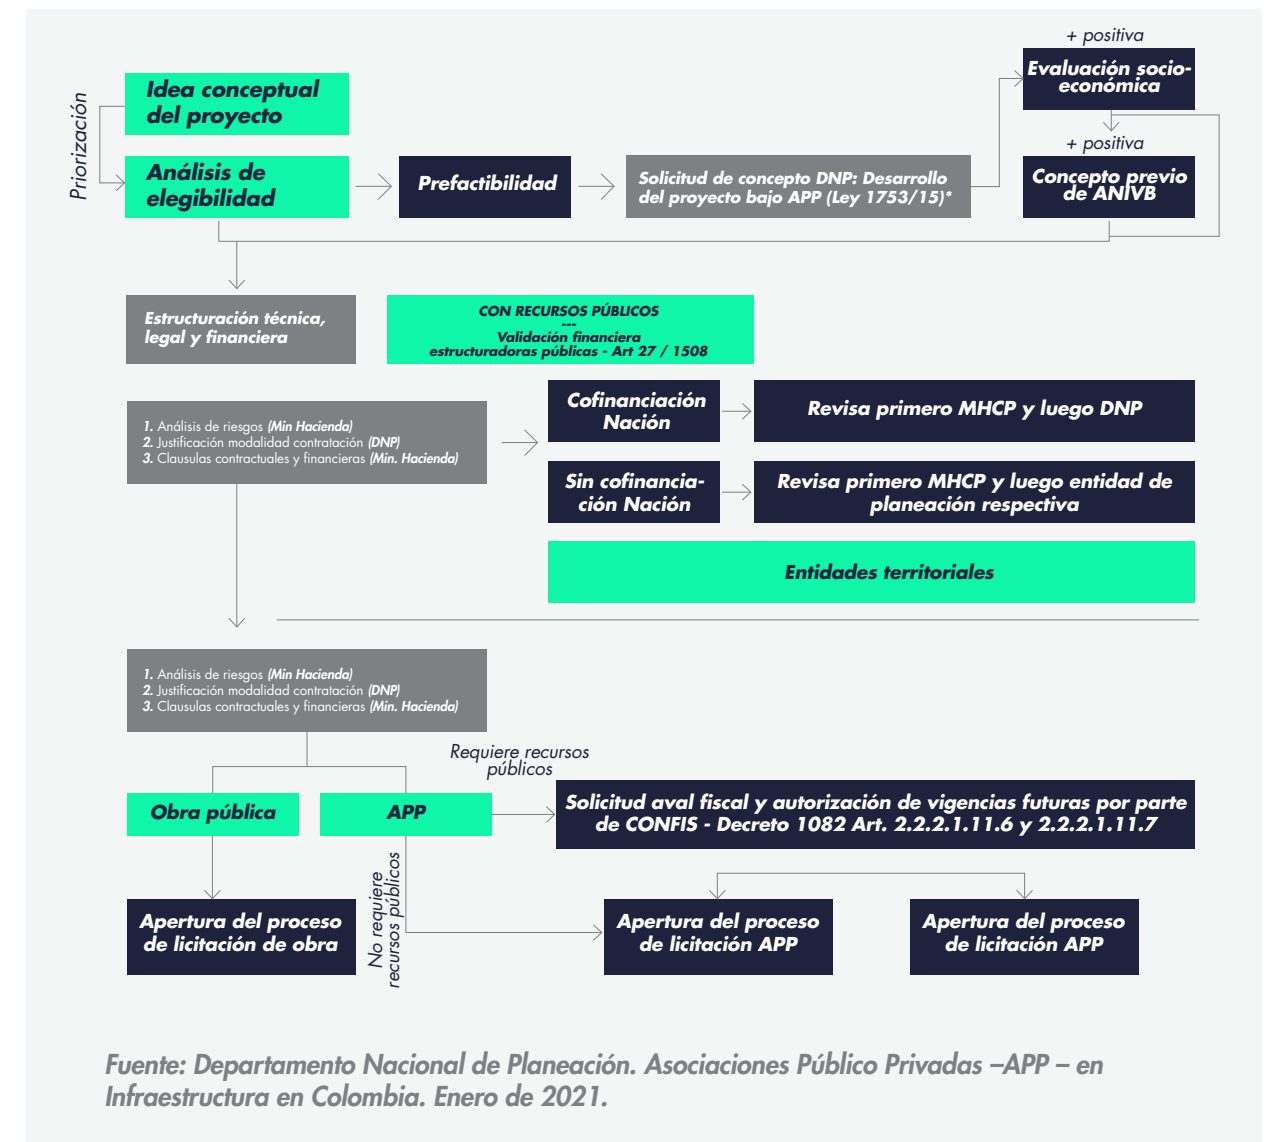 + positiva
Evaluación socio-
económica
Idea conceptual
del proyecto
Priorización
+ positiva
Análisis de
elegibilidad
Prefactibilidad
Solicitud de concepto DNP: Desarrollo
del proyecto bajo APP (Ley 1753/15)*
Concepto previo
de ANIVB
Estructuración técnica,
legal y financiera
CON RECURSOS PÚBLICOS
---
Validación financiera
estructuradoras públicas - Art 27 / 1508
1. Análisis de riesgos (Min Hacienda)
2. Justificación modalidad contratación (DNP)
3. Clausulas contractuales y financieras (Min. Hacienda)
Cofinanciación
Nación
Revisa primero MHCP y luego DNP
Sin cofinancia-
ción Nación
Revisa primero MHCP y luego entidad de
planeación respectiva
Entidades territoriales
1. Análisis de riesgos (Min Hacienda)
2. Justificación modalidad contratación (DNP)
3. Clausulas contractuales y financieras (Min. Hacienda)
Requiere recursos
públicos
Obra pública
APP
Solicitud aval fiscal y autorización de vigencias futuras por parte
de CONFIS - Decreto 1082 Art. 2.2.2.1.11.6 y 2.2.2.1.11.7
No requiere
recursos públicos
Apertura del proceso
de licitación de obra
Apertura del proceso
de licitación APP
Apertura del proceso
de licitación APP
Fuente: Departamento Nacional de Planeación. Asociaciones Público Privadas –APP – en
Infraestructura en Colombia. Enero de 2021.